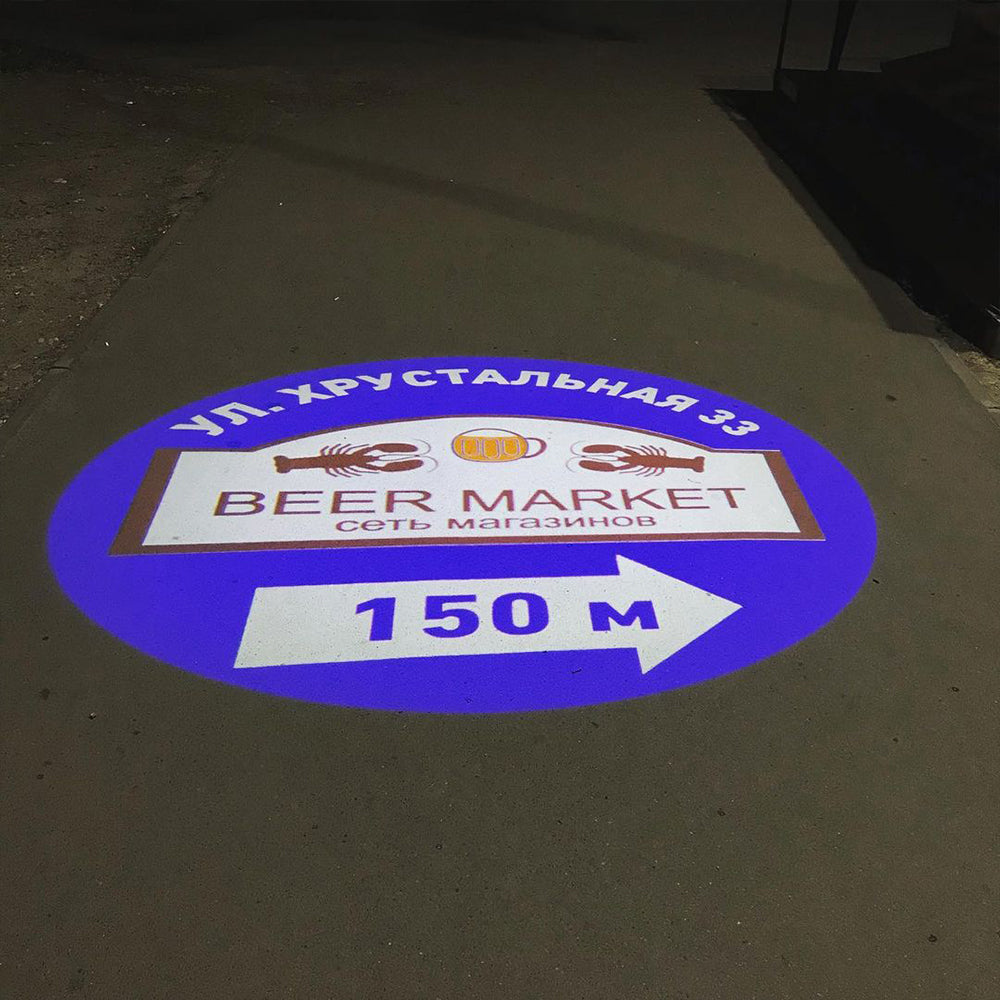 УЛ. ХРУСТАЛЬНАЯ 33
BEER MARKET
сеть магазинов
150 м